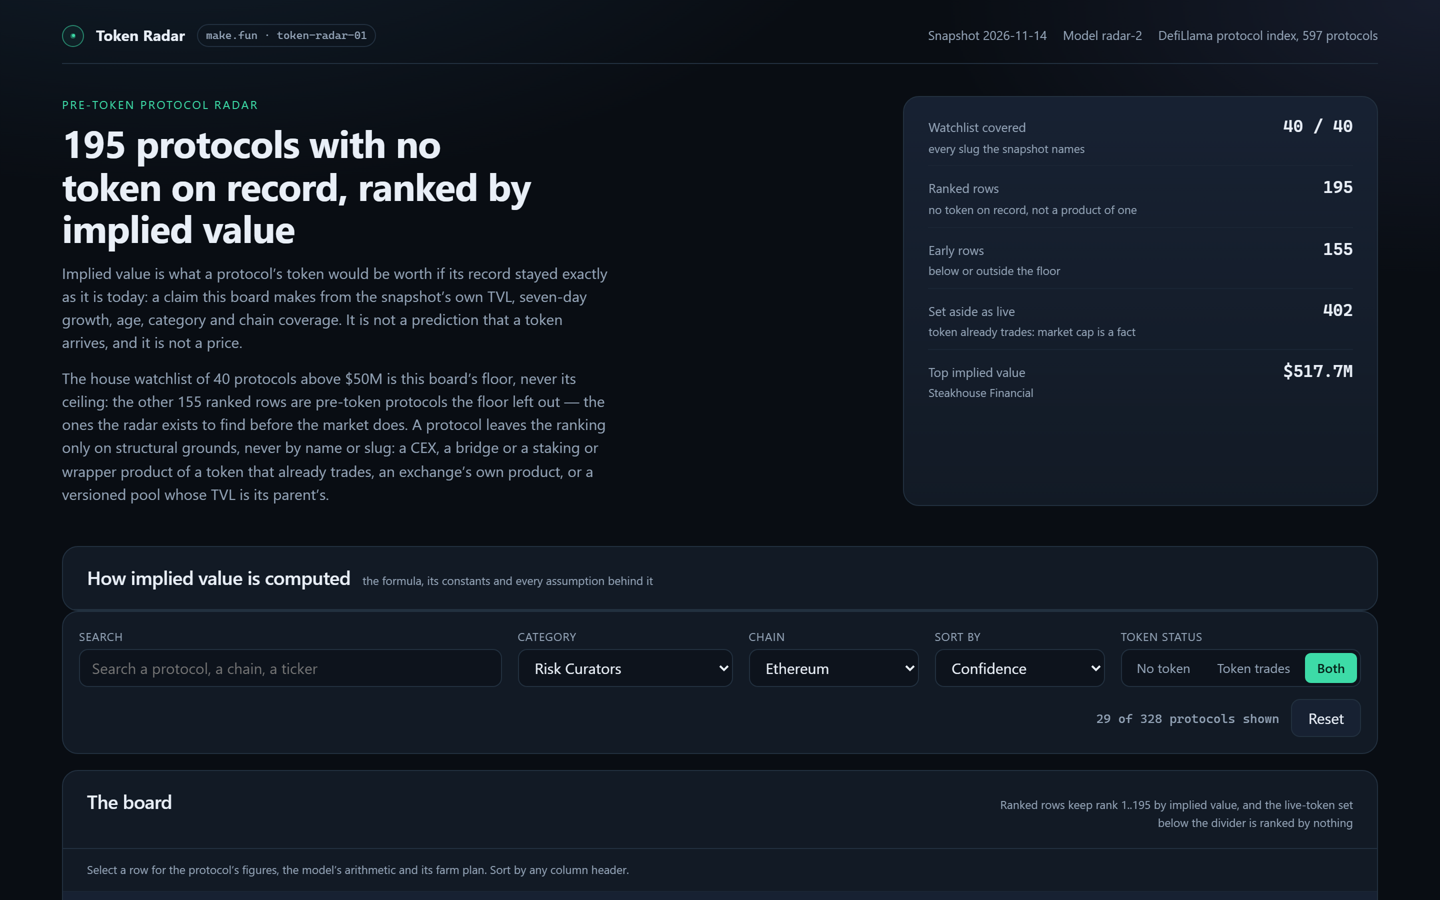 Token Radar
make.fun · token-radar-01
Snapshot 2026-11-14
Model radar-2
DefiLlama protocol index, 597 protocols
PRE-TOKEN PROTOCOL RADAR
195 protocols with no
token on record, ranked by
implied value
Implied value is what a protocol's token would be worth if its record stayed exactly
as it is today: a claim this board makes from the snapshot's own TVL, seven-day
growth, age, category and chain coverage. It is not a prediction that a token
arrives, and it is not a price.
The house watchlist of 40 protocols above $50M is this board's floor, never its
ceiling: the other 155 ranked rows are pre-token protocols the floor left out — the
ones the radar exists to find before the market does. A protocol leaves the ranking
only on structural grounds, never by name or slug: a CEX, a bridge or a staking or
wrapper product of a token that already trades, an exchange's own product, or a
versioned pool whose TVL is its parent's.
Watchlist covered
40 / 40
every slug the snapshot names
Ranked rows
195
no token on record, not a product of one
Early rows
155
below or outside the floor
Set aside as live
402
token already trades: market cap is a fact
Top implied value
$517.7M
Steakhouse Financial
How implied value is computed
the formula, its constants and every assumption behind it
SEARCH
Search a protocol, a chain, a ticker
CATEGORY
Risk Curators
CHAIN
Ethereum
SORT BY
Confidence
TOKEN STATUS
No token
Token trades
Both
29 of 328 protocols shown
Reset
The board
Ranked rows keep rank 1..195 by implied value, and the live-token set
below the divider is ranked by nothing
Select a row for the protocol's figures, the model's arithmetic and its farm plan. Sort by any column header.